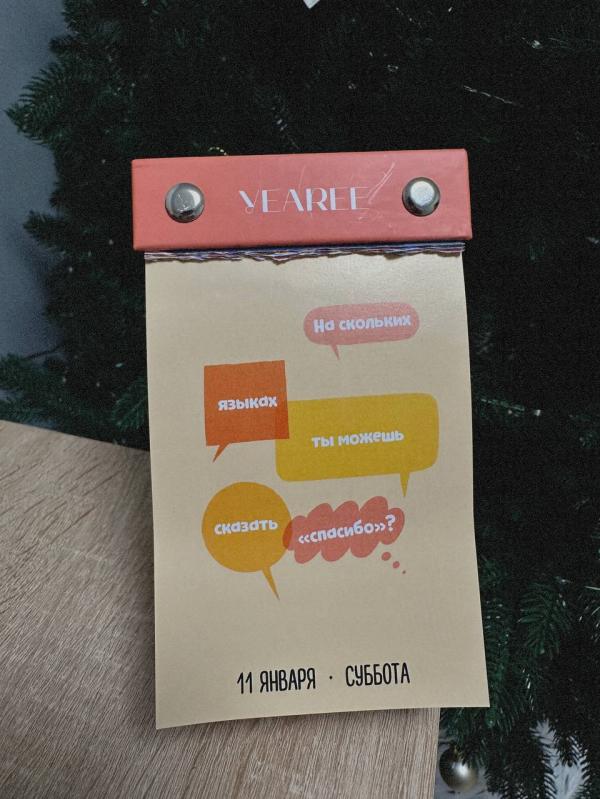 YEAREE
На скольких
языках
ты можешь
сказать
«спасибо»?
11 ЯНВАРЯ · СУББОТА